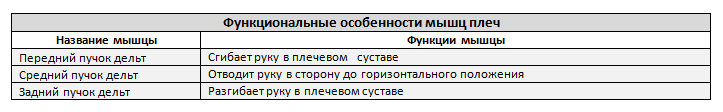 Функциональные особенности мышц плеч
Название мышцы Функции мышцы
Передний пучок дельт Сгибает руку в плечевом суставе
Средний пучок дельт Отводит руку в сторону до горизонтального положения
Задний пучок дельт Разгибает руку в плечевом суставе